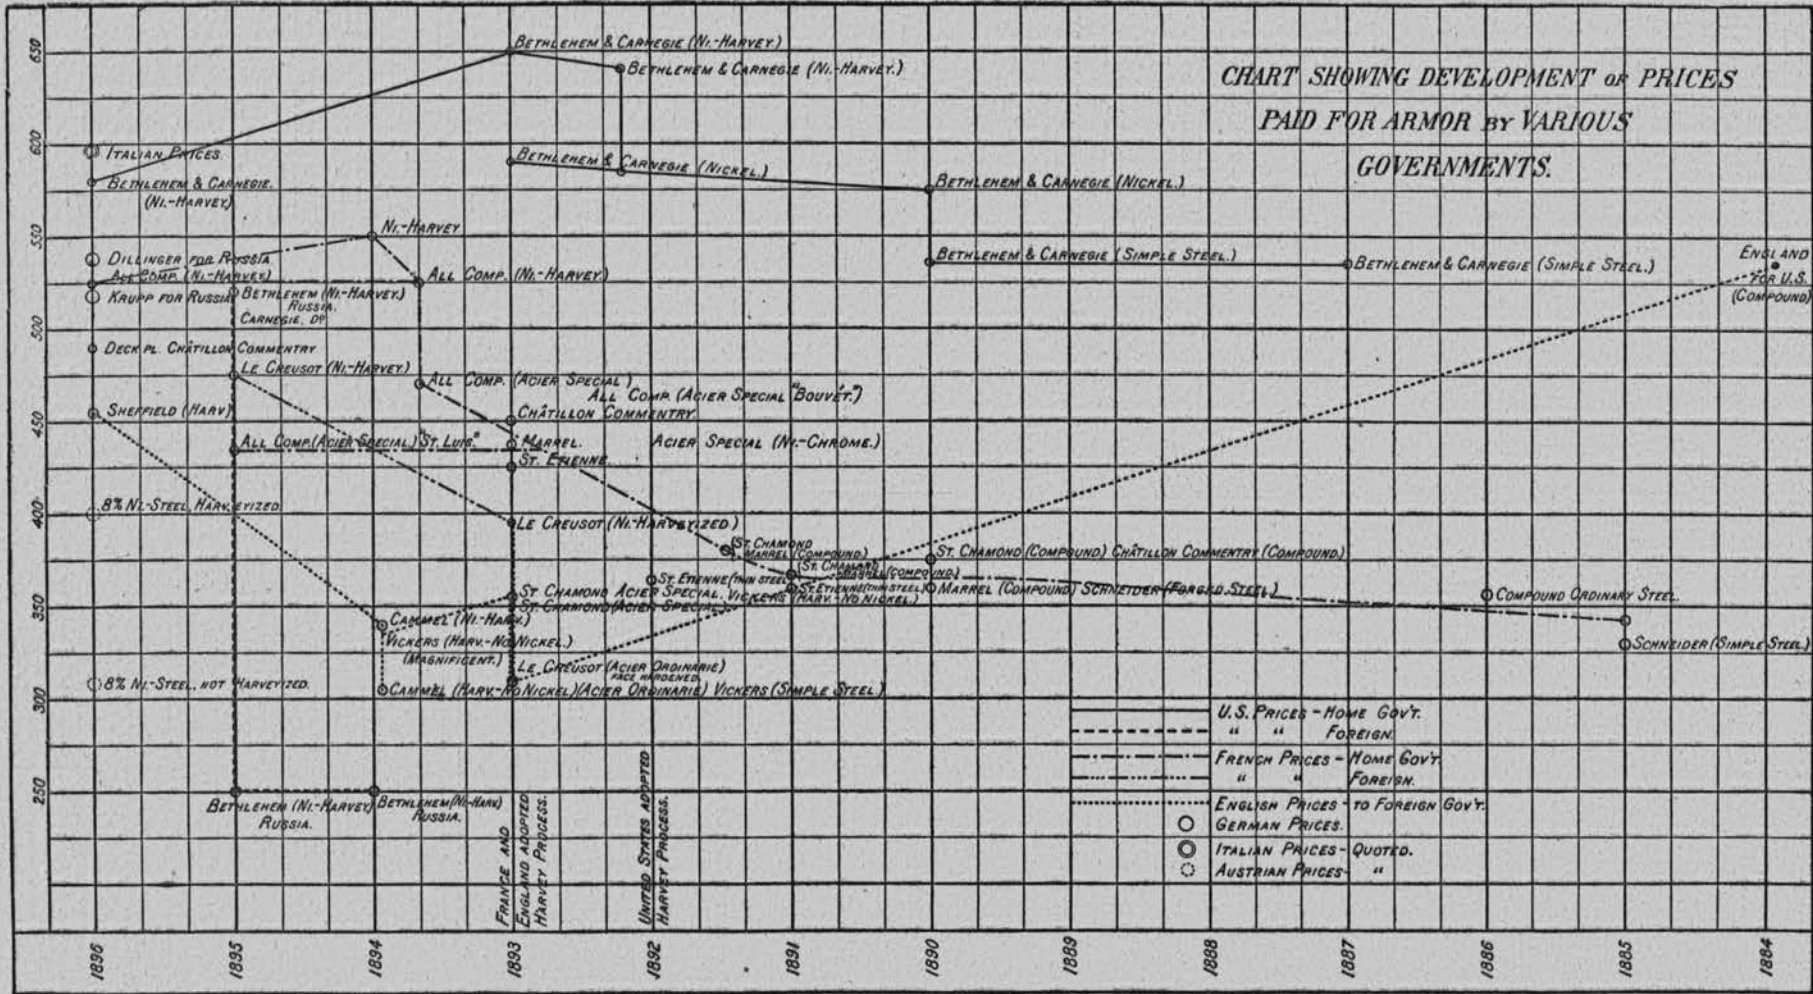 CHART SHOWING DEVELOPMENT OF PRICES
PAID FOR ARMOR BY VARIOUS
GOVERNMENTS.
650
600
550
500
450
400
350
300
250
BETHLEHEM & CARNEGIE (NI.-HARVEY.)
BETHLEHEM & CARNEGIE (NI.-HARVEY.)
ITALIAN PRICES.
BETHLEHEM & CARNEGIE.
(NI.-HARVEY)
BETHLEHEM & CARNEGIE (NICKEL.)
BETHLEHEM & CARNEGIE (NICKEL.)
NI.-HARVEY
DILLINGER FOR RUSSIA
ALL COMP. (NI.-HARVEY)
KRUPP FOR RUSSIA
BETHLEHEM (NI.-HARVEY.)
RUSSIA.
CARNEGIE, Do
ALL COMP. (NI.-HARVEY.)
BETHLEHEM & CARNEGIE (SIMPLE STEEL.)
BETHLEHEM & CARNEGIE (SIMPLE STEEL.)
ENGLAND
FOR U.S.
(COMPOUND)
DECK PL. CHÂTILLON COMMENTRY
LE CREUSOT (NI.-HARVEY.)
ALL COMP. (ACIER SPECIAL)
ALL COMP. (ACIER SPECIAL "BOUVÉT.")
SHEFFIELD (HARV)
CHÂTILLON COMMENTRY.
ALL COMP. (ACIER SPECIAL) "ST. LUIS."
MARREL.
ACIER SPECIAL (NI.-CHROME.)
ST. ETIENNE.
8% NI.-STEEL, HARVEYIZED.
LE CREUSOT (NI.-HARVEYIZED.)
(ST. CHAMOND
MARREL (COMPOUND.)
ST. CHAMOND (COMPOUND.) CHÂTILLON COMMENTRY (COMPOUND.)
(ST. CHAMOND
MARREL (COMPOUND.)
ST. ETIENNE (THIN STEEL
ST. ETIENNE (THIN STEEL)
MARREL (COMPOUND) SCHNEIDER (FORGED STEEL)
ST. CHAMOND ACIER SPECIAL. VICKERS (HARV.-NO NICKEL.)
ST. CHAMOND (ACIER SPECIAL)
COMPOUND ORDINARY STEEL.
CAMMEL (NI.-HARV.)
VICKERS (HARV.-NO NICKEL.)
(MAGNIFICENT.)
SCHNEIDER (SIMPLE STEEL.)
LE CREUSOT (ACIER ORDINARIE)
FACE HARDENED.
8% NI.-STEEL, NOT HARVEYIZED.
CAMMEL (HARV.-NO NICKEL) (ACIER ORDINARIE) VICKERS (SIMPLE STEEL.)
BETHLEHEM (NI.-HARVEY)
RUSSIA.
BETHLEHEM (NI-HARV)
RUSSIA.
FRANCE AND
ENGLAND ADOPTED
HARVEY PROCESS.
UNITED STATES ADOPTED
HARVEY PROCESS.
U.S. PRICES - HOME GOV'T.
" " FOREIGN.
FRENCH PRICES - HOME GOV'T.
" " FOREIGN.
ENGLISH PRICES - TO FOREIGN GOV'T.
GERMAN PRICES.
ITALIAN PRICES - QUOTED.
AUSTRIAN PRICES - "
1896
1895
1894
1893
1892
1891
1890
1889
1888
1887
1886
1885
1884